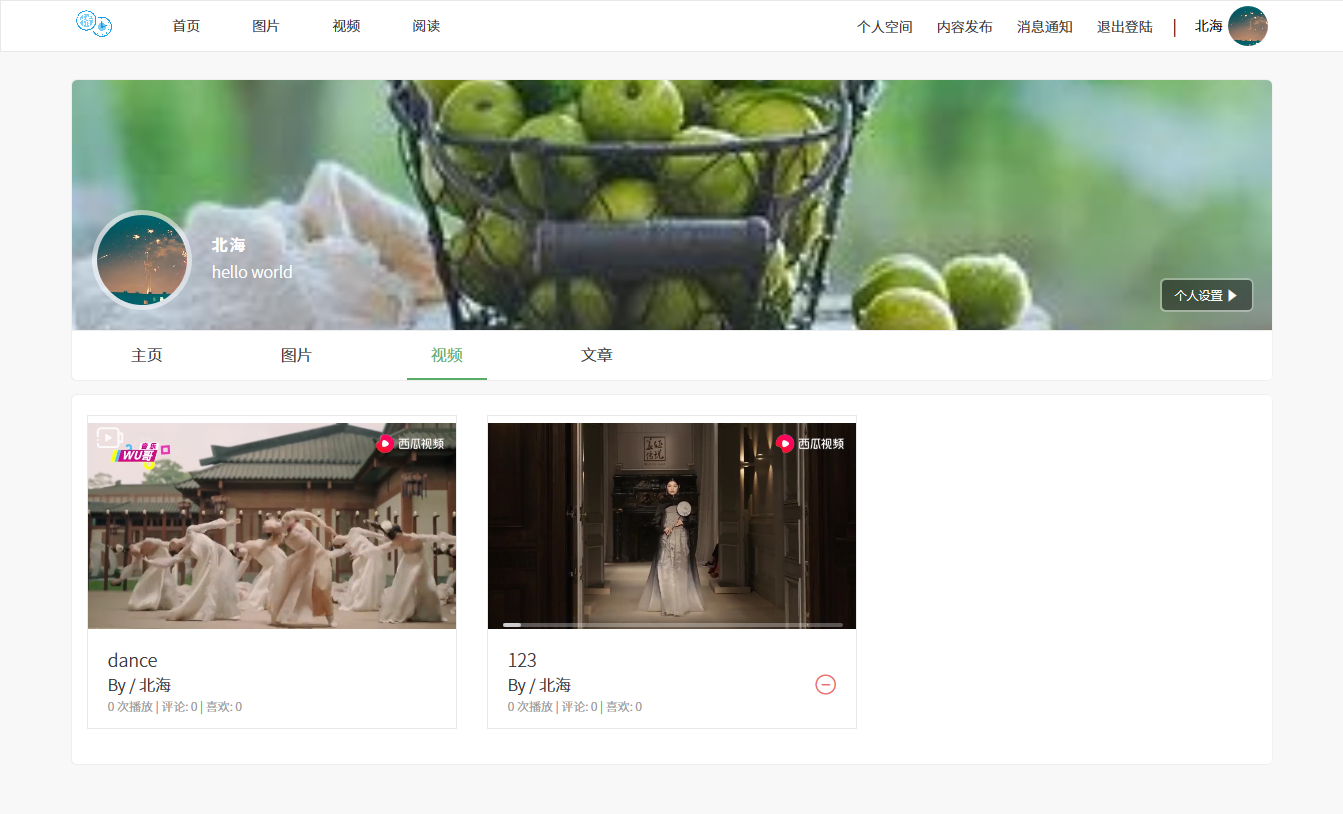 首页 图片 视频 阅读 个人空间 内容发布 消息通知 退出登陆 | 北海
北海
hello world
个人设置
主页 图片 视频 文章
音乐
WU哥
西瓜视频
西瓜视频
dance
By / 北海
0 次播放 | 评论: 0 | 喜欢: 0
123
By / 北海
0 次播放 | 评论: 0 | 喜欢: 0